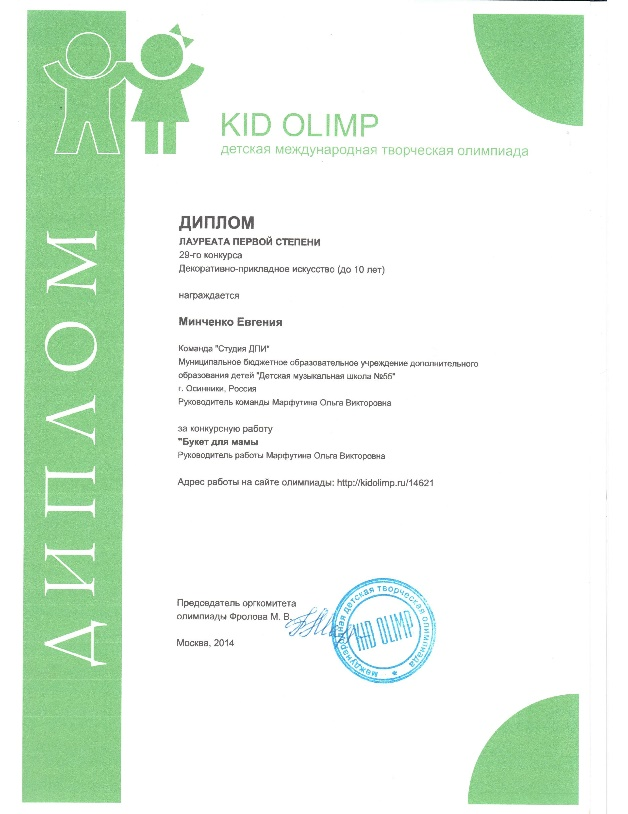 KID OLIMP
детская международная творческая олимпиада
ДИПЛОМ
ДИПЛОМ
ЛАУРЕАТА ПЕРВОЙ СТЕПЕНИ
29-го конкурса
Декоративно-прикладное искусство (до 10 лет)
награждается
Минченко Евгения
Команда "Студия ДПИ"
Муниципальное бюджетное образовательное учреждение дополнительного
образования детей "Детская музыкальная школа №55"
г. Осинники, Россия
Руководитель команды Марфутина Ольга Викторовна
за конкурсную работу
"Букет для мамы
Руководитель работы Марфутина Ольга Викторовна
Адрес работы на сайте олимпиады: http://kidolimp.ru/14621
Председатель оргкомитета
олимпиады Фролова М. В.
Москва, 2014
международная детская творческая олимпиада
KID OLIMP